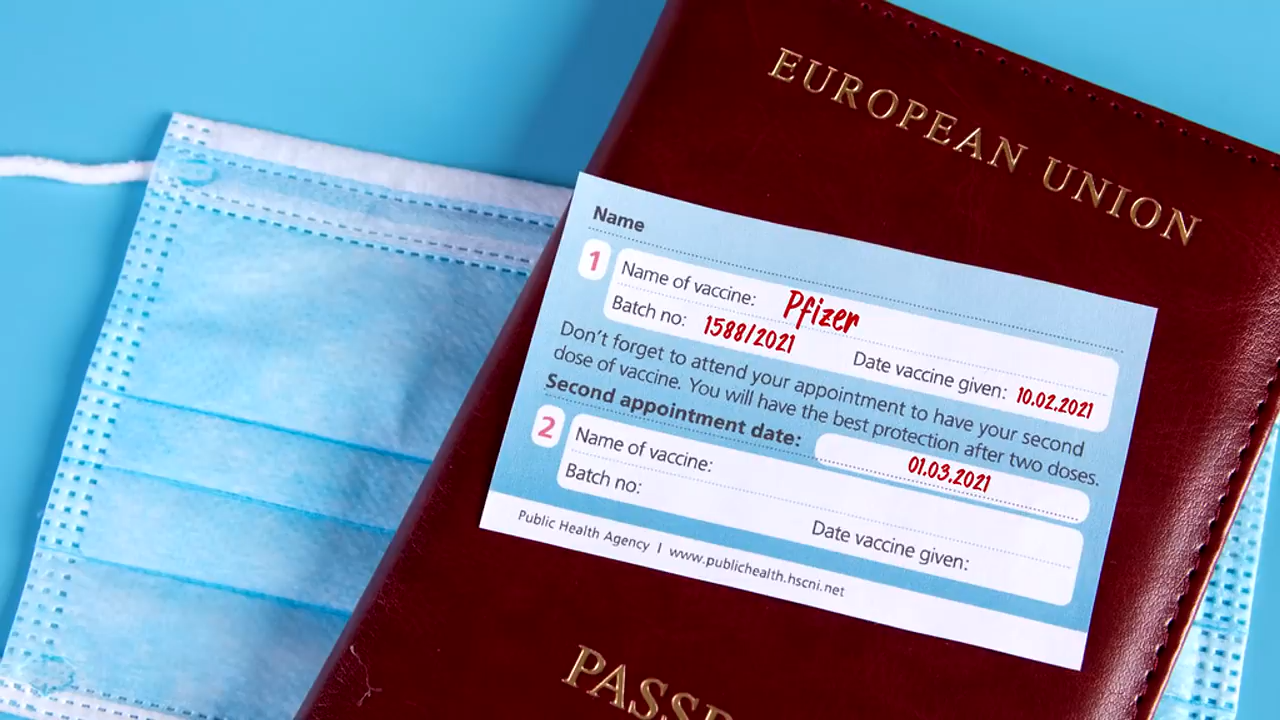 EUROPEAN UNION
Name
1
Name of vaccine: Pfizer
Batch no: 1588/2021
Date vaccine given: 10.02.2021
Don't forget to attend your appointment to have your second
dose of vaccine. You will have the best protection after two doses.
Second appointment date: 01.03.2021
2
Name of vaccine:
Batch no:
Date vaccine given:
Public Health Agency | www.publichealth.hscni.net
PASSP